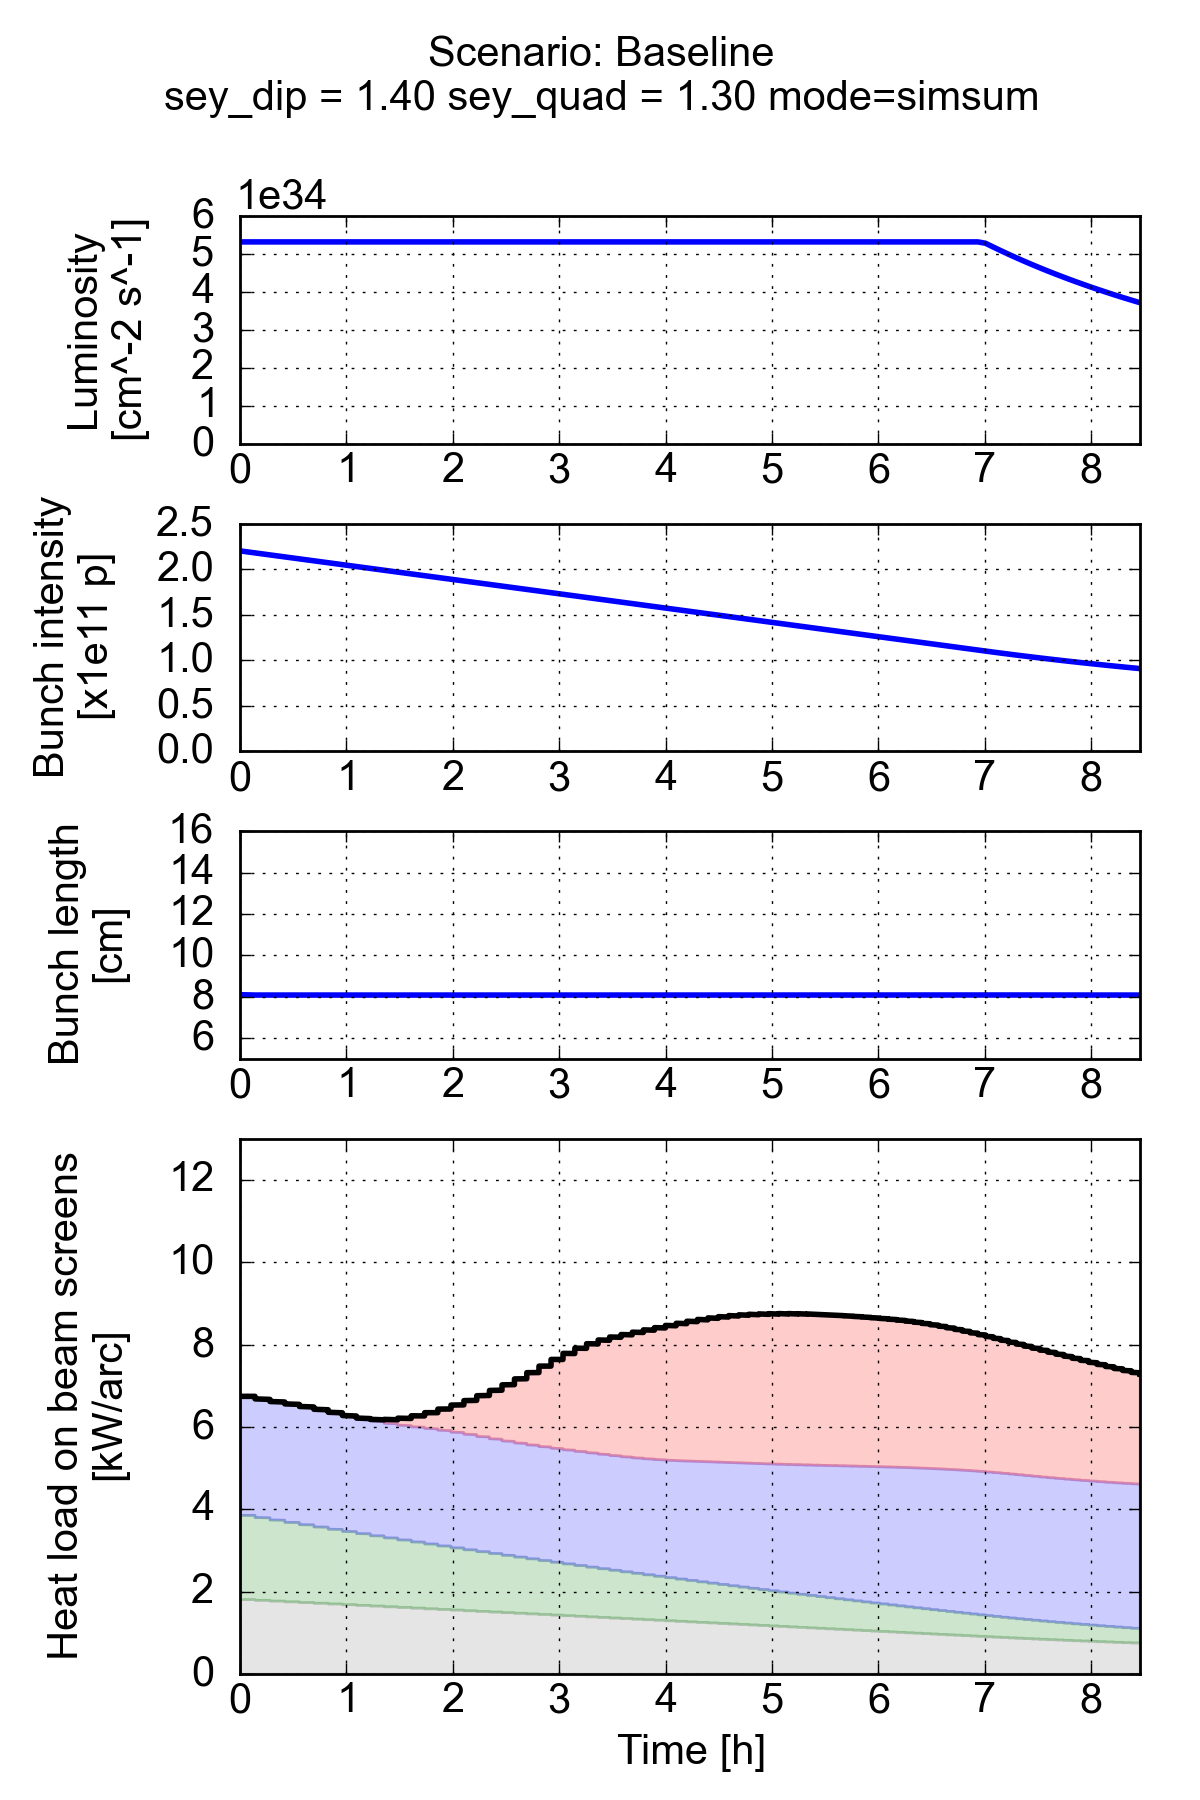 Scenario: Baseline
sey_dip = 1.40 sey_quad = 1.30 mode=simsum
1e34
Luminosity
[cm^-2 s^-1]
6
5
4
3
2
1
0
0 1 2 3 4 5 6 7 8
Bunch intensity
[x1e11 p]
2.5
2.0
1.5
1.0
0.5
0.0
0 1 2 3 4 5 6 7 8
Bunch length
[cm]
16
14
12
10
8
6
0 1 2 3 4 5 6 7 8
Heat load on beam screens
[kW/arc]
12
10
8
6
4
2
0
0 1 2 3 4 5 6 7 8
Time [h]